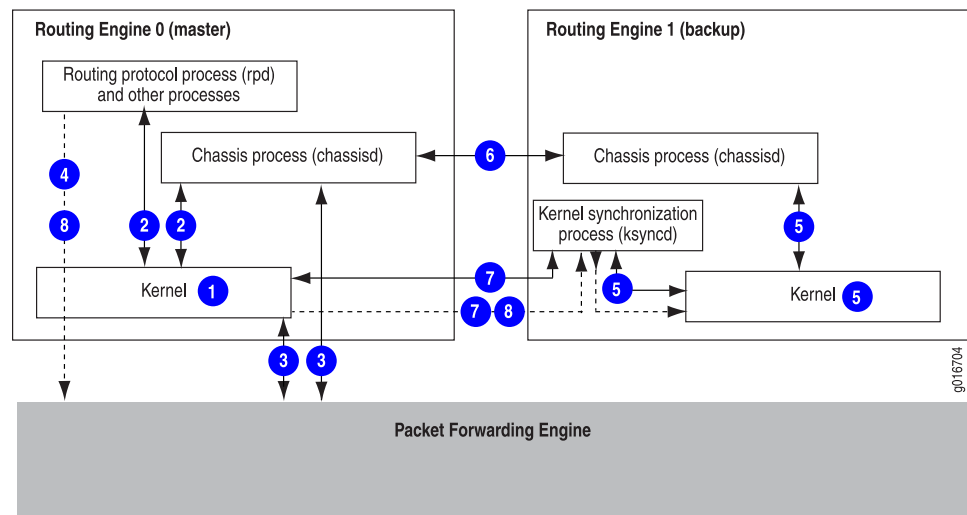 Routing Engine 0 (master)
Routing protocol process (rpd)
and other processes
Chassis process (chassisd)
4
8
2
2
Kernel 1
3
3
6
7
7 8
Routing Engine 1 (backup)
Chassis process (chassisd)
Kernel synchronization
process (ksyncd)
5
5
Kernel 5
g016704
Packet Forwarding Engine